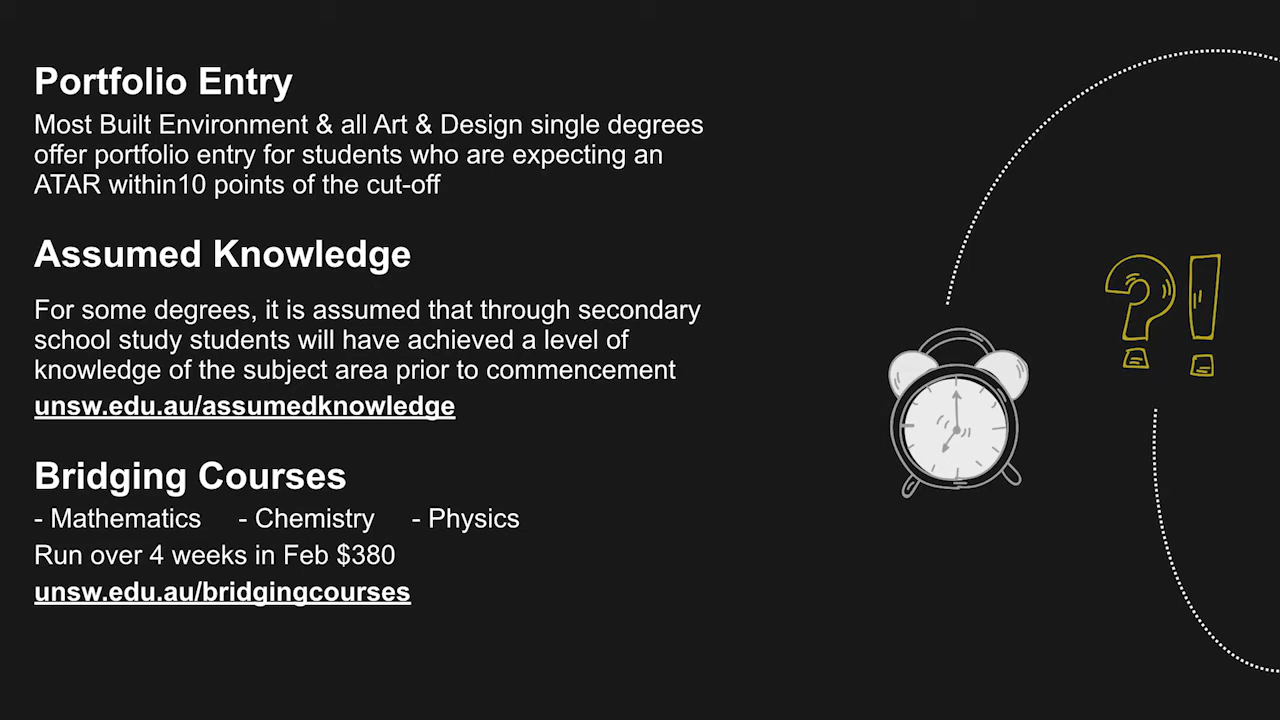 Portfolio Entry
Most Built Environment & all Art & Design single degrees
offer portfolio entry for students who are expecting an
ATAR within10 points of the cut-off
Assumed Knowledge
For some degrees, it is assumed that through secondary
school study students will have achieved a level of
knowledge of the subject area prior to commencement
unsw.edu.au/assumedknowledge
Bridging Courses
- Mathematics - Chemistry - Physics
Run over 4 weeks in Feb $380
unsw.edu.au/bridgingcourses
?!